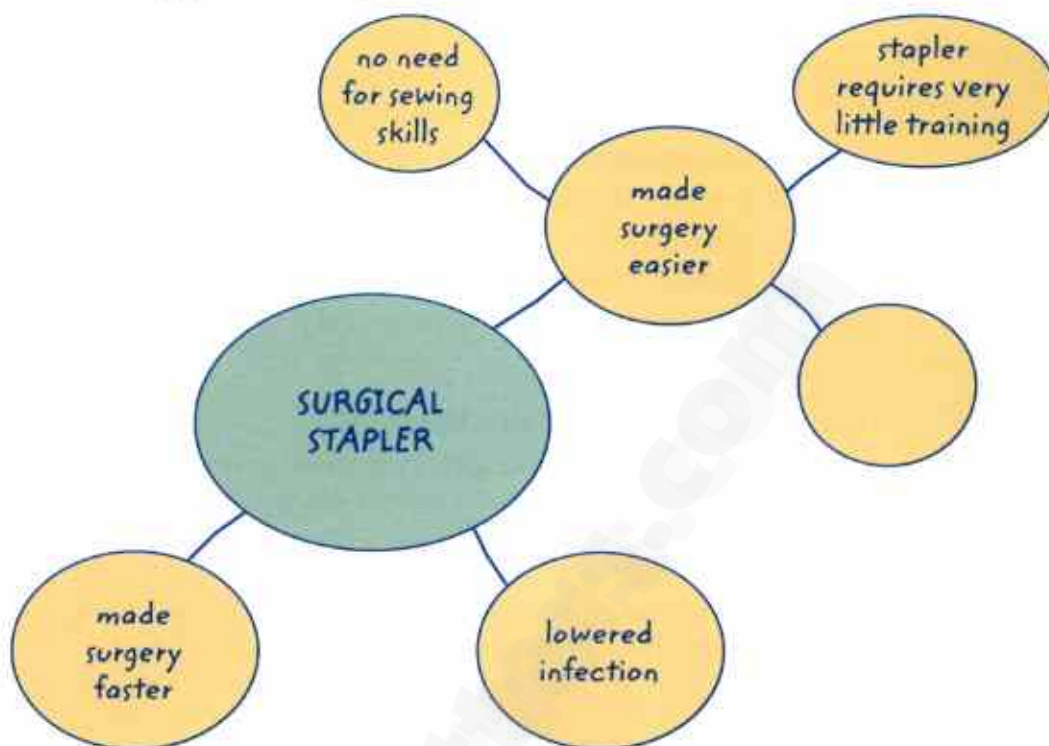 no need
for sewing
skills
stapler
requires very
little training
made
surgery
easier
SURGICAL
STAPLER
made
surgery
faster
lowered
infection